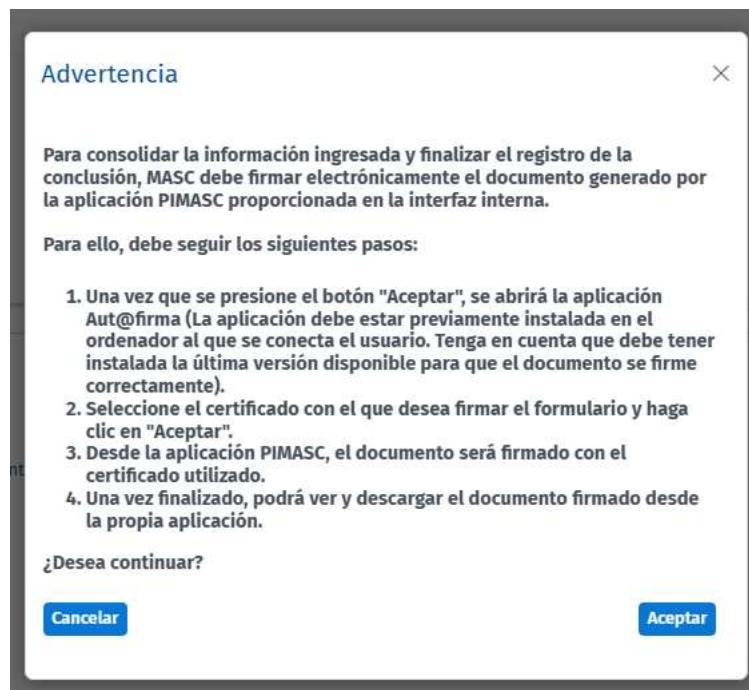 Advertencia
Para consolidar la información ingresada y finalizar el registro de la
conclusión, MASC debe firmar electrónicamente el documento generado por
la aplicación PIMASC proporcionada en la interfaz interna.
Para ello, debe seguir los siguientes pasos:
1. Una vez que se presione el botón "Aceptar", se abrirá la aplicación
Aut@firma (La aplicación debe estar previamente instalada en el
ordenador al que se conecta el usuario. Tenga en cuenta que debe tener
instalada la última versión disponible para que el documento se firme
correctamente).
2. Seleccione el certificado con el que desea firmar el formulario y haga
clic en "Aceptar".
3. Desde la aplicación PIMASC, el documento será firmado con el
certificado utilizado.
nt
4. Una vez finalizado, podrá ver y descargar el documento firmado desde
la propia aplicación.
¿Desea continuar?
Cancelar
Aceptar